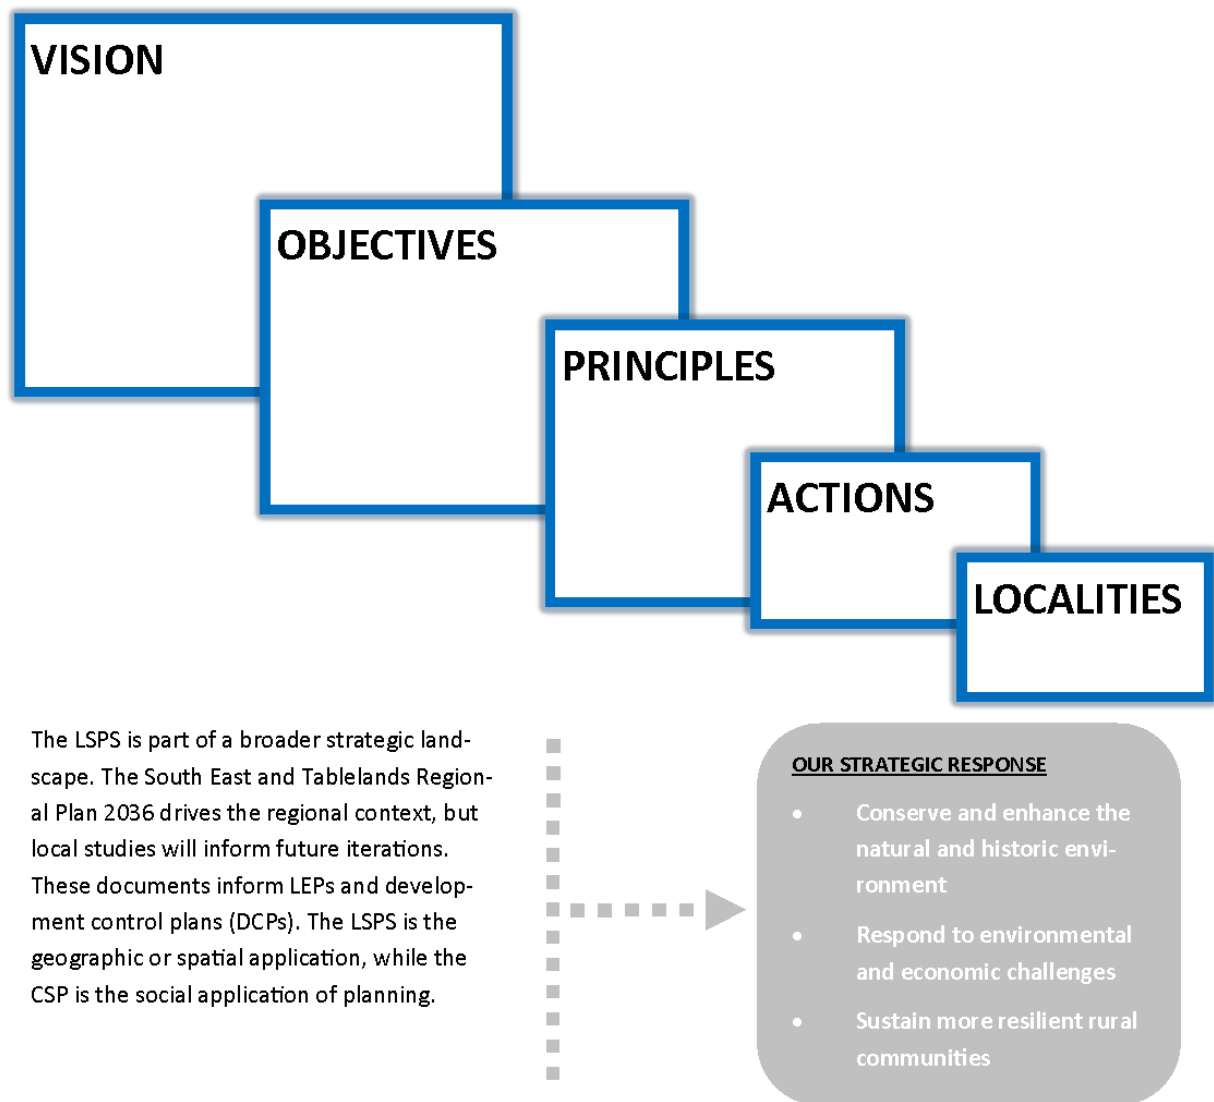 VISION
OBJECTIVES
PRINCIPLES
ACTIONS
LOCALITIES
The LSPS is part of a broader strategic land-
scape. The South East and Tablelands Region-
al Plan 2036 drives the regional context, but
local studies will inform future iterations.
These documents inform LEPs and develop-
ment control plans (DCPs). The LSPS is the
geographic or spatial application, while the
CSP is the social application of planning.
OUR STRATEGIC RESPONSE
• Conserve and enhance the
natural and historic envi-
ronment
• Respond to environmental
and economic challenges
• Sustain more resilient rural
communities